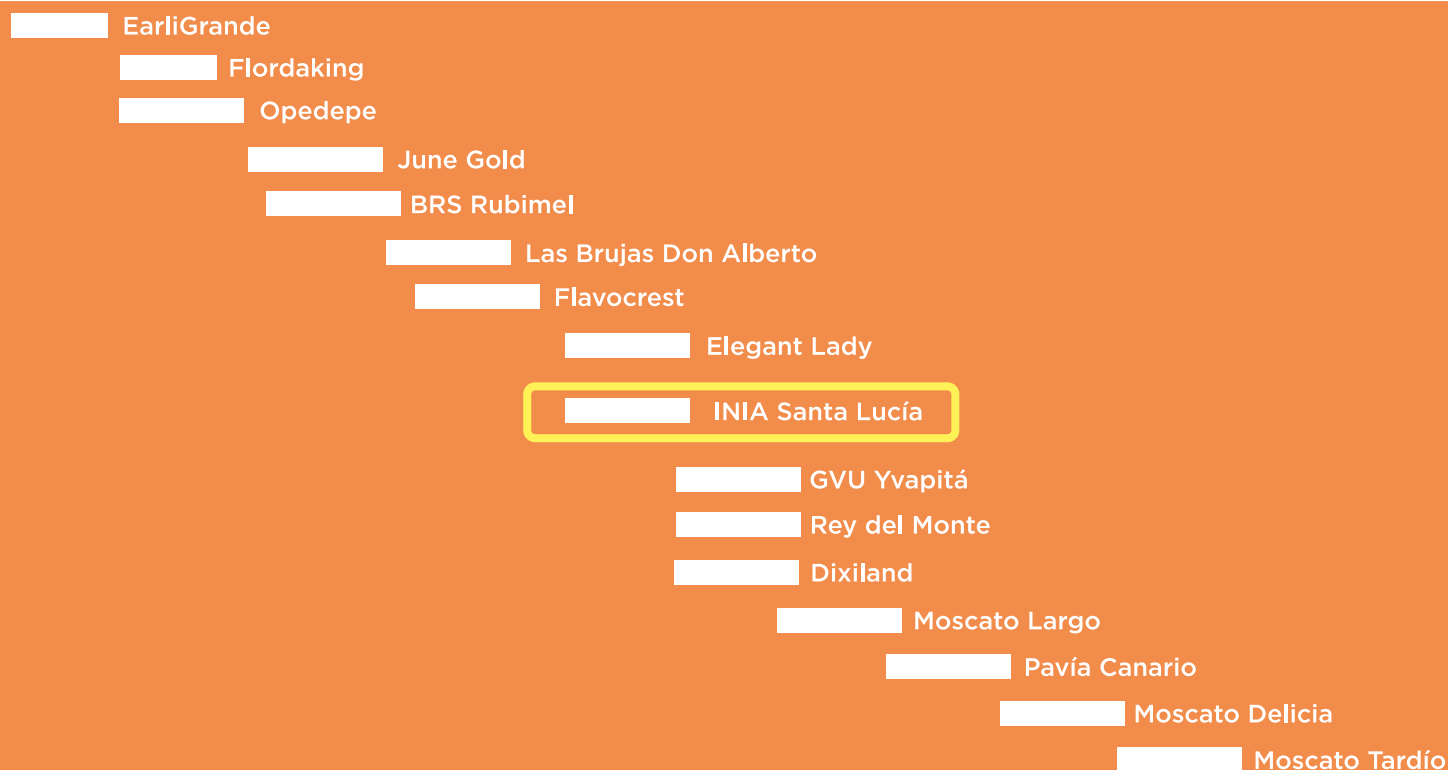 EarliGrande
Flordaking
Opedepe
June Gold
BRS Rubimel
Las Brujas Don Alberto
Flavocrest
Elegant Lady
INIA Santa Lucía
GVU Yvapitá
Rey del Monte
Dixiland
Moscato Largo
Pavía Canario
Moscato Delicia
Moscato Tardío